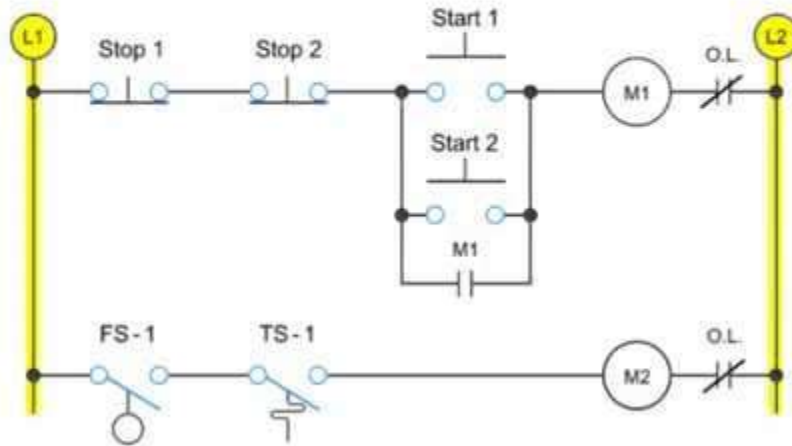 L1
L2
Start 1
Stop 1
Stop 2
O.L.
M1
Start 2
M1
FS - 1
TS - 1
O.L.
M2